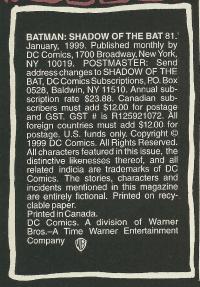 BATMAN: SHADOW OF THE BAT 81.
January, 1999. Published monthly by
DC Comics, 1700 Broadway, New York,
NY 10019. POSTMASTER: Send
address changes to SHADOW OF THE
BAT, DC Comics Subscriptions, P.O. Box
0528, Baldwin, NY 11510. Annual sub-
scription rate $23.88. Canadian sub-
scribers must add $12.00 for postage
and GST. GST # is R125921072. All
foreign countries must add $12.00 for
postage. U.S. funds only. Copyright ©
1999 DC Comics. All Rights Reserved.
All characters featured in this issue, the
distinctive likenesses thereof, and all
related indicia are trademarks of DC
Comics. The stories, characters and
incidents mentioned in this magazine
are entirely fictional. Printed on recy-
clable paper.
Printed in Canada.
DC Comics. A division of Warner
Bros.–A Time Warner Entertainment
Company